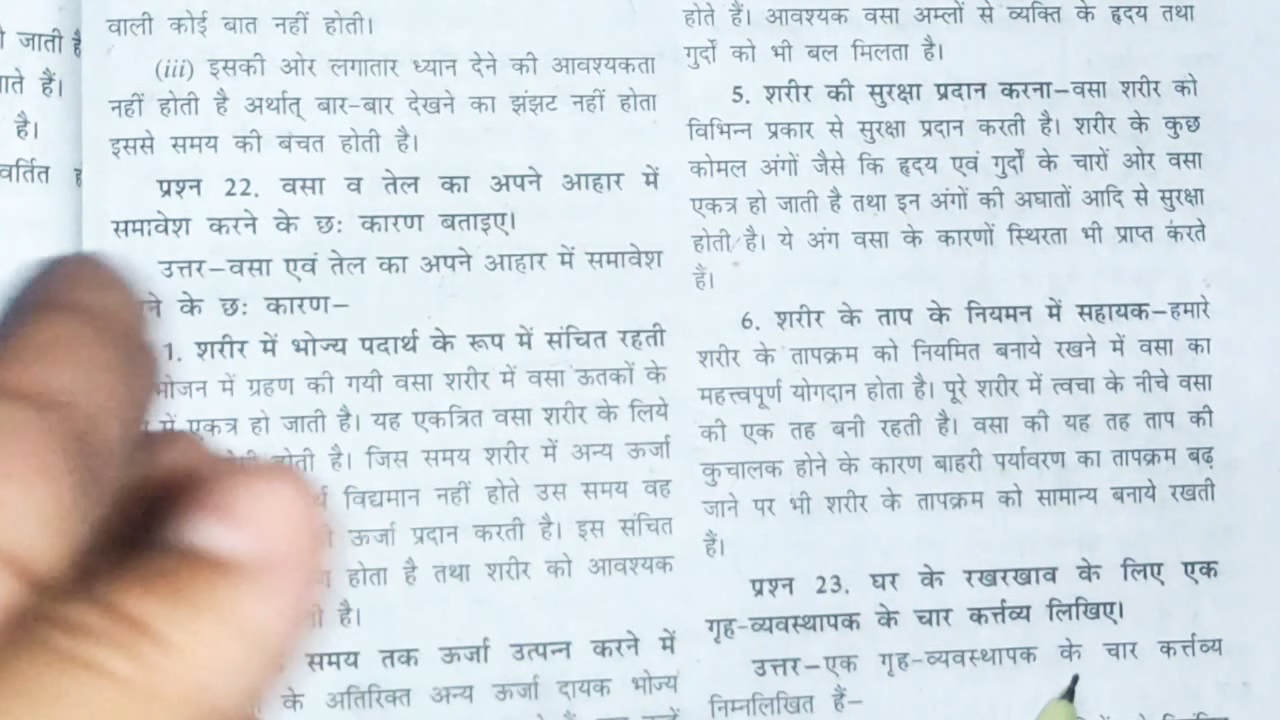 जाती है
ाते हैं।
है।
वर्तित
वाली कोई बात नहीं होती।
(iii) इसकी ओर लगातार ध्यान देने की आवश्यकता
नहीं होती है अर्थात् बार-बार देखने का झंझट नहीं होता
इससे समय की बचत होती है।
प्रश्न 22. वसा व तेल का अपने आहार में
समावेश करने के छः कारण बताइए।
उत्तर–वसा एवं तेल का अपने आहार में समावेश
ने के छः कारण–
1. शरीर में भोज्य पदार्थ के रूप में संचित रहती
भोजन में ग्रहण की गयी वसा शरीर में वसा ऊतकों के
में एकत्र हो जाती है। यह एकत्रित वसा शरीर के लिये
होती है। जिस समय शरीर में अन्य ऊर्जा
विद्यमान नहीं होते उस समय वह
ऊर्जा प्रदान करती है। इस संचित
होता है तथा शरीर को आवश्यक
है।
समय तक ऊर्जा उत्पन्न करने में
के अतिरिक्त अन्य ऊर्जा दायक भोज्य
होते हैं। आवश्यक वसा अम्लों से व्यक्ति के हृदय तथा
गुर्दों को भी बल मिलता है।
5. शरीर की सुरक्षा प्रदान करना–वसा शरीर को
विभिन्न प्रकार से सुरक्षा प्रदान करती है। शरीर के कुछ
कोमल अंगों जैसे कि हृदय एवं गुर्दों के चारों ओर वसा
एकत्र हो जाती है तथा इन अंगों की अघातों आदि से सुरक्षा
होती है। ये अंग वसा के कारणों स्थिरता भी प्राप्त करते
हैं।
6. शरीर के ताप के नियमन में सहायक–हमारे
शरीर के तापक्रम को नियमित बनाये रखने में वसा का
महत्त्वपूर्ण योगदान होता है। पूरे शरीर में त्वचा के नीचे वसा
की एक तह बनी रहती है। वसा की यह तह ताप की
कुचालक होने के कारण बाहरी पर्यावरण का तापक्रम बढ़
जाने पर भी शरीर के तापक्रम को सामान्य बनाये रखती
हैं।
प्रश्न 23. घर के रखरखाव के लिए एक
गृह-व्यवस्थापक के चार कर्त्तव्य लिखिए।
उत्तर–एक गृह-व्यवस्थापक के चार कर्त्तव्य
निम्नलिखित हैं–